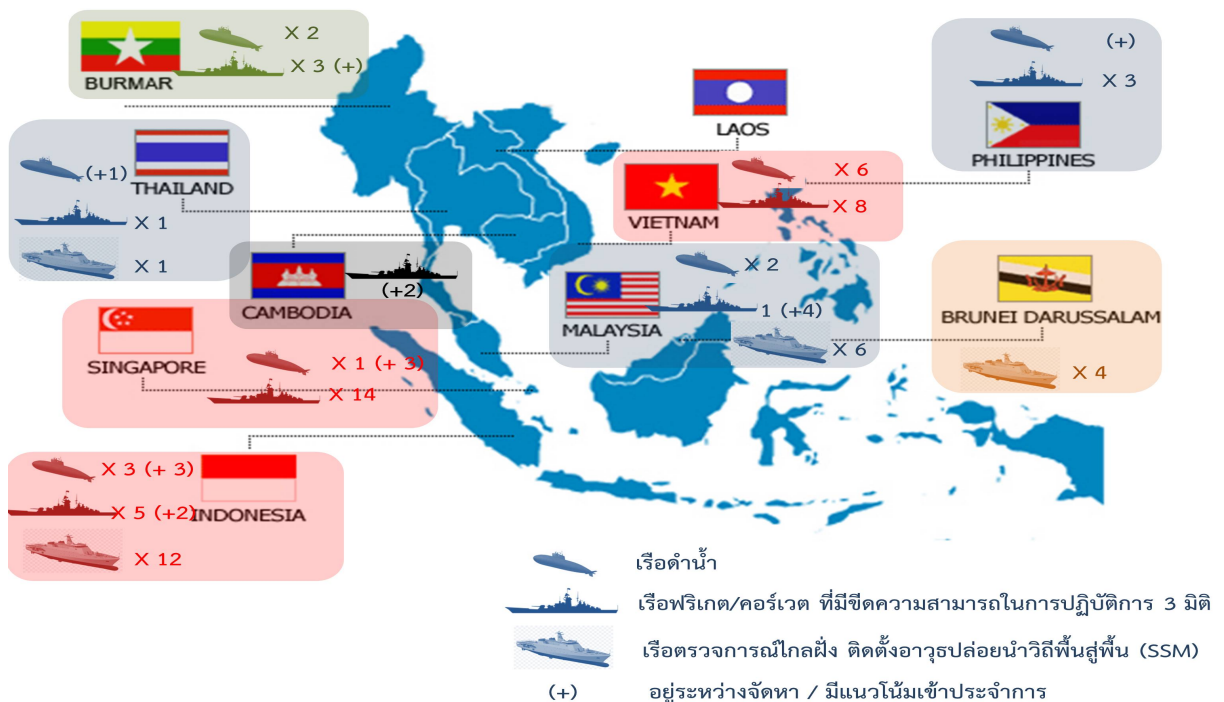 X 2
X 3 (+)
BURMAR
(+)
X 3
PHILIPPINES
LAOS
(+1)
THAILAND
X 1
X 1
X 6
X 8
VIETNAM
(+2)
CAMBODIA
X 2
1 (+4)
MALAYSIA
X 6
BRUNEI DARUSSALAM
X 4
SINGAPORE
X 1 (+ 3)
X 14
X 3 (+ 3)
X 5 (+2)
INDONESIA
X 12
เรือดำน้ำ
เรือฟริเกต/คอร์เวต ที่มีขีดความสามารถในการปฏิบัติการ 3 มิติ
เรือตรวจการณ์ไกลฝั่ง ติดตั้งอาวุธปล่อยนำวิถีพื้นสู่พื้น (SSM)
(+) อยู่ระหว่างจัดหา / มีแนวโน้มเข้าประจำการ